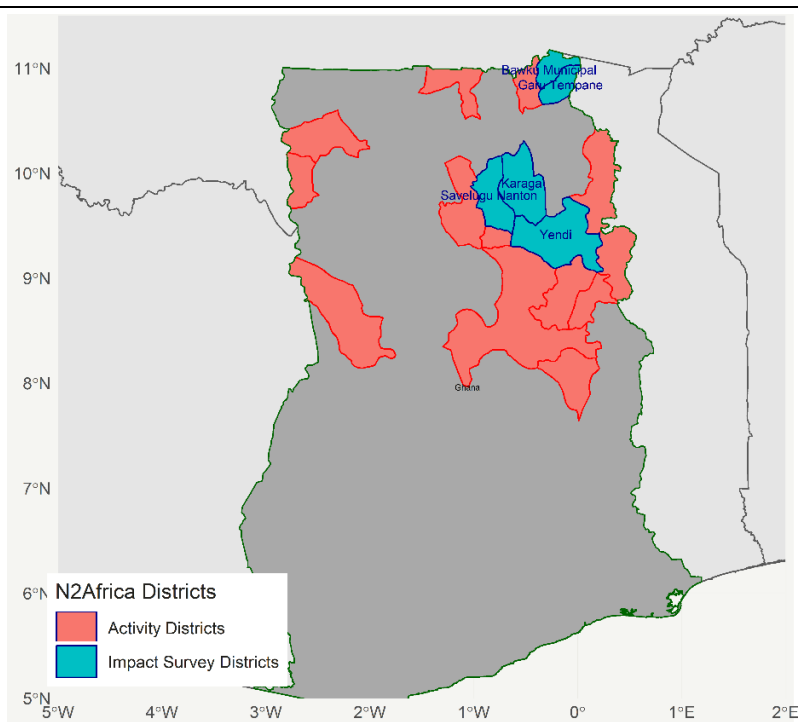 11°N
10°N
9°N
8°N
7°N
6°N
5°N
Bawku Municipal
Garu Tempane
Karaga
Savelugu Nanton
Yendi
Ghana
N2Africa Districts
Activity Districts
Impact Survey Districts
5°W
4°W
3°W
2°W
1°W
0°
1°E
2°E